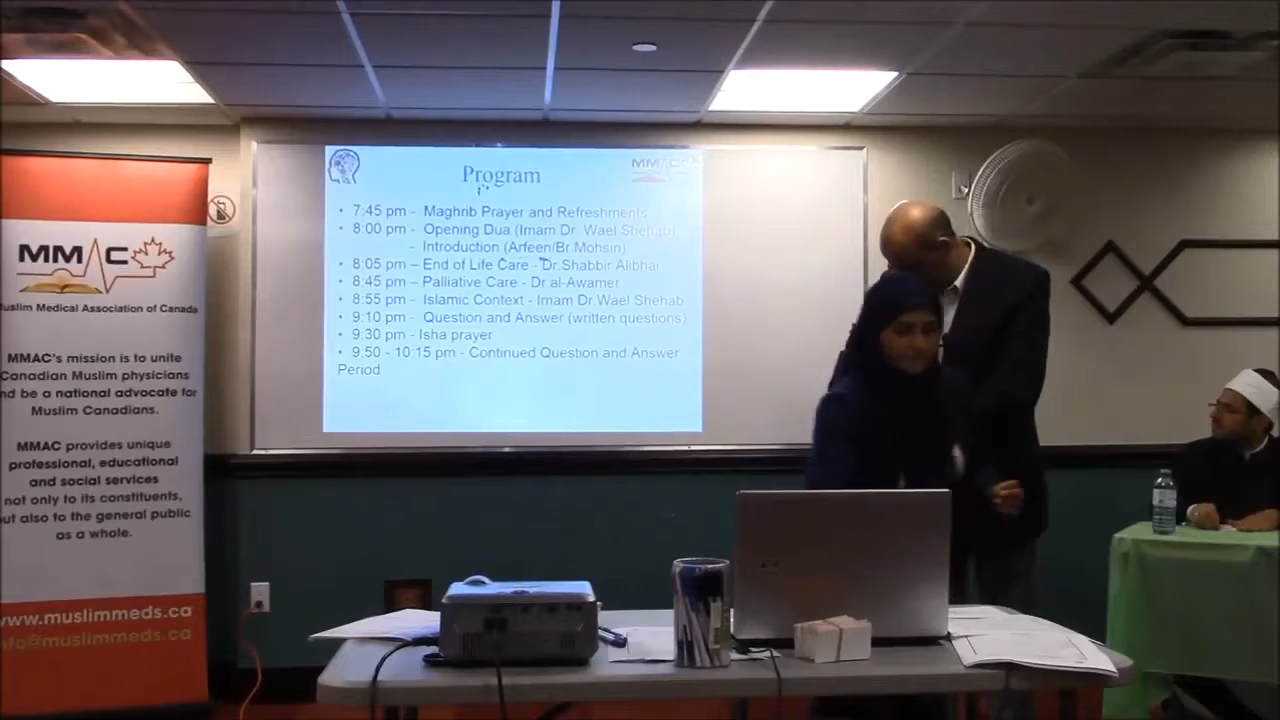 MMAC
Muslim Medical Association of Canada
MMAC's mission is to unite
Canadian Muslim physicians
and be a national advocate for
Muslim Canadians.
MMAC provides unique
professional, educational
and social services
not only to its constituents,
but also to the general public
as a whole.
www.muslimmeds.ca
info@muslimmeds.ca
Program
MMAC
• 7:45 pm - Maghrib Prayer and Refreshments
• 8:00 pm - Opening Dua (Imam Dr. Wael Shehab),
- Introduction (Arfeen/Br.Mohsin)
• 8:05 pm – End of Life Care - Dr.Shabbir Alibhai
• 8:45 pm – Palliative Care - Dr al-Awamer
• 8:55 pm – Islamic Context - Imam Dr.Wael Shehab
• 9:10 pm - Question and Answer (written questions)
• 9:30 pm - Isha prayer
• 9:50 - 10:15 pm - Continued Question and Answer
Period